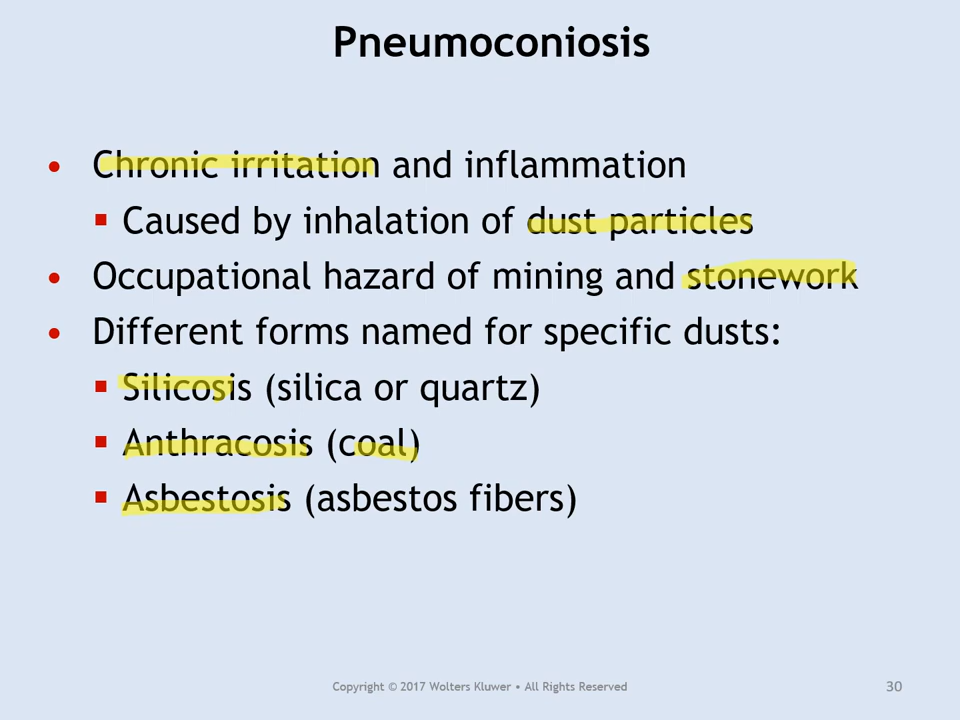 Pneumoconiosis
• Chronic irritation and inflammation
▪ Caused by inhalation of dust particles
• Occupational hazard of mining and stonework
• Different forms named for specific dusts:
▪ Silicosis (silica or quartz)
▪ Anthracosis (coal)
▪ Asbestosis (asbestos fibers)
Copyright © 2017 Wolters Kluwer • All Rights Reserved
30